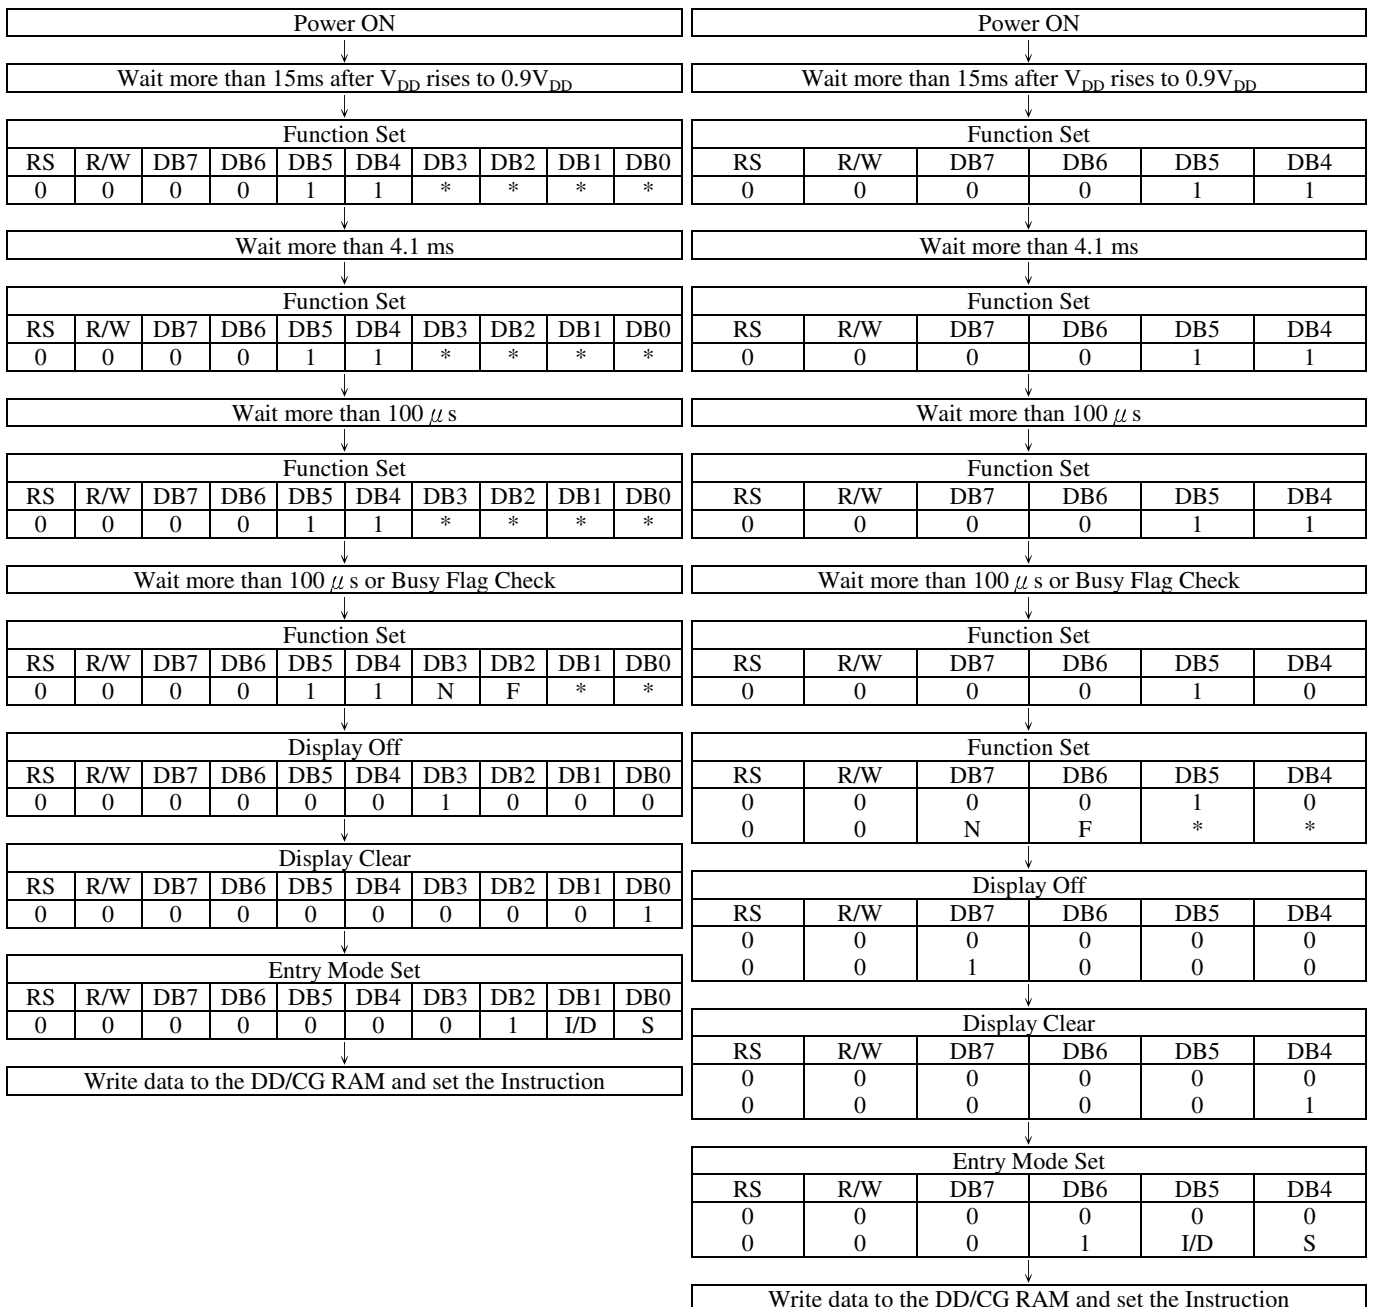 Power ON
Wait more than 15ms after VDD rises to 0.9VDD
Function Set
RS R/W DB7 DB6 DB5 DB4 DB3 DB2 DB1 DB0
0 0 0 0 1 1 * * * *
Wait more than 4.1 ms
Function Set
RS R/W DB7 DB6 DB5 DB4 DB3 DB2 DB1 DB0
0 0 0 0 1 1 * * * *
Wait more than 100 μ s
Function Set
RS R/W DB7 DB6 DB5 DB4 DB3 DB2 DB1 DB0
0 0 0 0 1 1 * * * *
Wait more than 100 μ s or Busy Flag Check
Function Set
RS R/W DB7 DB6 DB5 DB4 DB3 DB2 DB1 DB0
0 0 0 0 1 1 N F * *
Display Off
RS R/W DB7 DB6 DB5 DB4 DB3 DB2 DB1 DB0
0 0 0 0 0 0 1 0 0 0
Display Clear
RS R/W DB7 DB6 DB5 DB4 DB3 DB2 DB1 DB0
0 0 0 0 0 0 0 0 0 1
Entry Mode Set
RS R/W DB7 DB6 DB5 DB4 DB3 DB2 DB1 DB0
0 0 0 0 0 0 0 1 I/D S
Write data to the DD/CG RAM and set the Instruction
Power ON
Wait more than 15ms after VDD rises to 0.9VDD
Function Set
RS R/W DB7 DB6 DB5 DB4
0 0 0 0 1 1
Wait more than 4.1 ms
Function Set
RS R/W DB7 DB6 DB5 DB4
0 0 0 0 1 1
Wait more than 100 μ s
Function Set
RS R/W DB7 DB6 DB5 DB4
0 0 0 0 1 1
Wait more than 100 μ s or Busy Flag Check
Function Set
RS R/W DB7 DB6 DB5 DB4
0 0 0 0 1 0
Function Set
RS R/W DB7 DB6 DB5 DB4
0 0 0 0 1 0
0 0 N F * *
Display Off
RS R/W DB7 DB6 DB5 DB4
0 0 0 0 0 0
0 0 1 0 0 0
Display Clear
RS R/W DB7 DB6 DB5 DB4
0 0 0 0 0 0
0 0 0 0 0 1
Entry Mode Set
RS R/W DB7 DB6 DB5 DB4
0 0 0 0 0 0
0 0 0 1 I/D S
Write data to the DD/CG RAM and set the Instruction